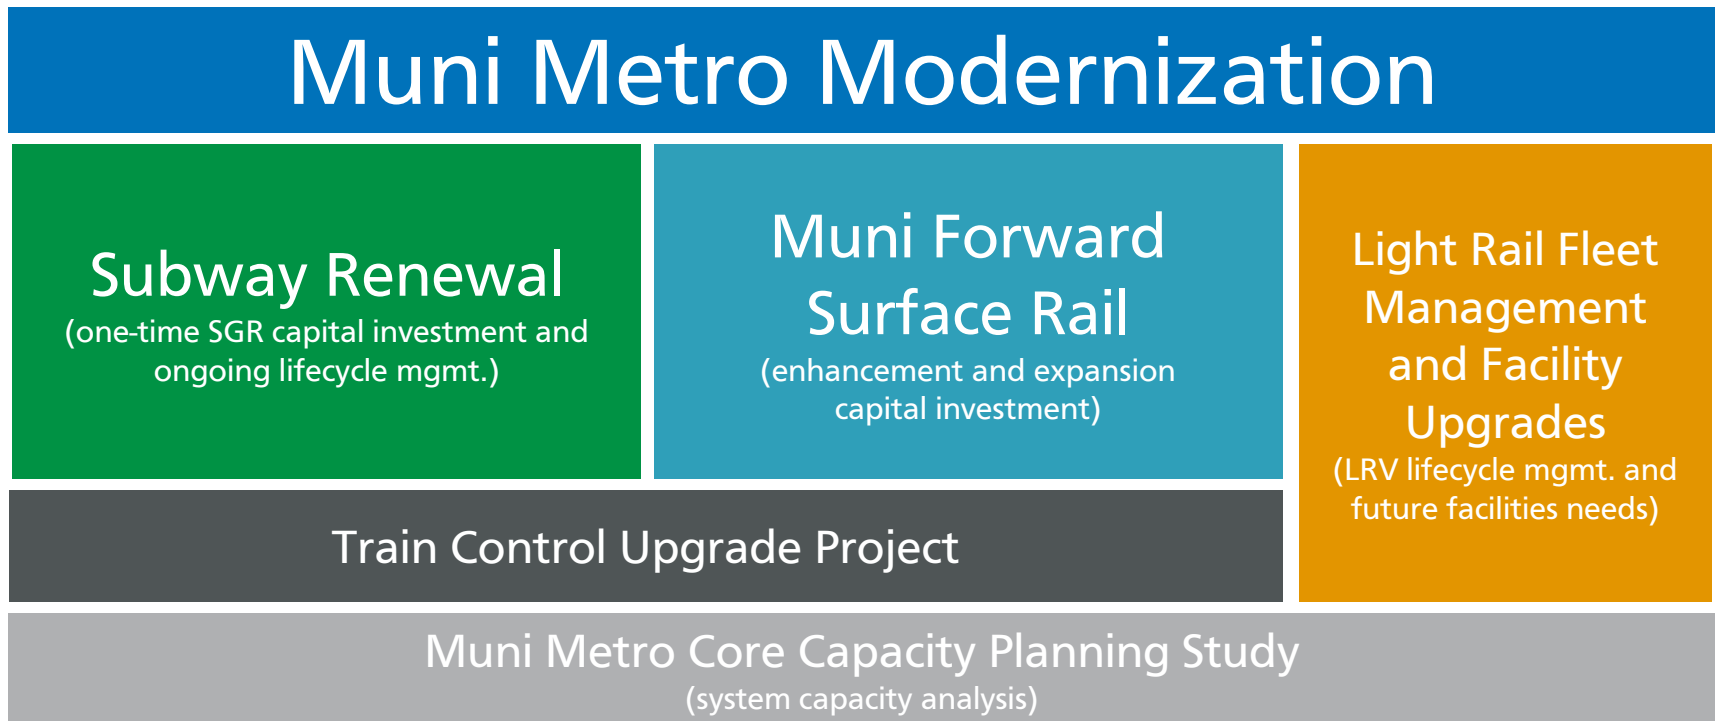 Muni Metro Modernization
Subway Renewal
(one-time SGR capital investment and
ongoing lifecycle mgmt.)
Muni Forward
Surface Rail
(enhancement and expansion
capital investment)
Light Rail Fleet
Management
and Facility
Upgrades
(LRV lifecycle mgmt. and
future facilities needs)
Train Control Upgrade Project
Muni Metro Core Capacity Planning Study
(system capacity analysis)